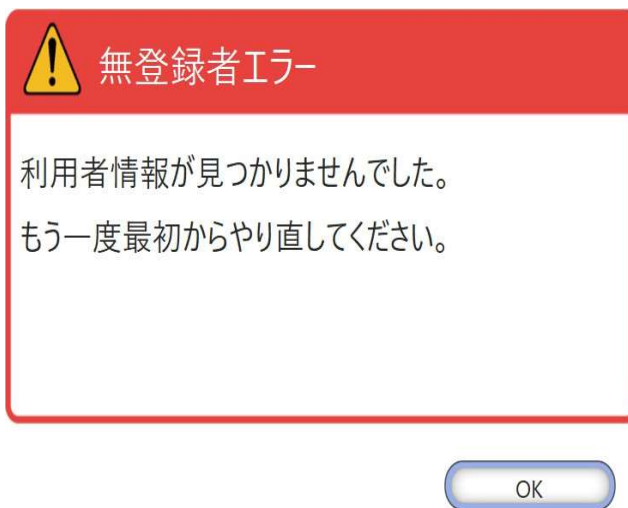 無登録者エラー
利用者情報が見つかりませんでした。
もう一度最初からやり直してください。
OK